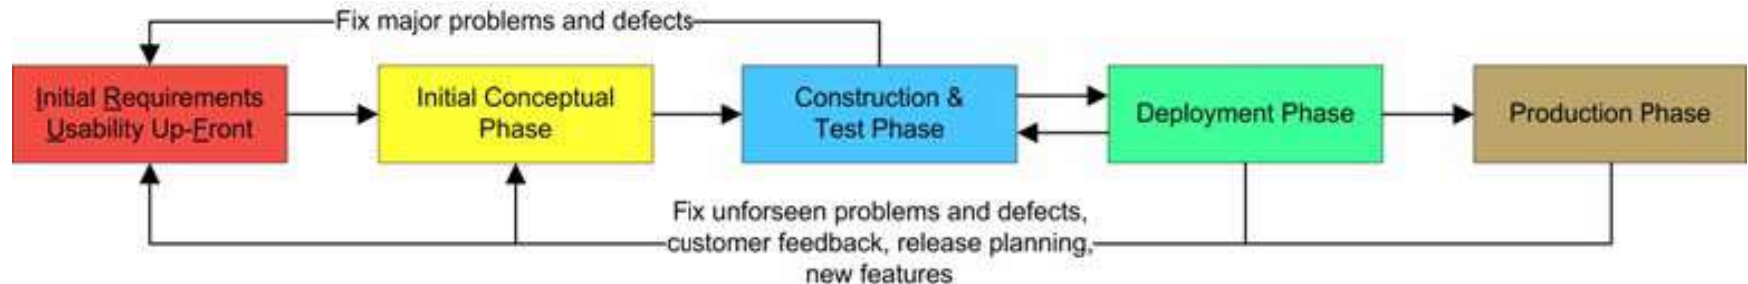 Fix major problems and defects
Initial Requirements
Usability Up-Front
Initial Conceptual
Phase
Construction &
Test Phase
Deployment Phase
Production Phase
Fix unforseen problems and defects,
customer feedback, release planning,
new features